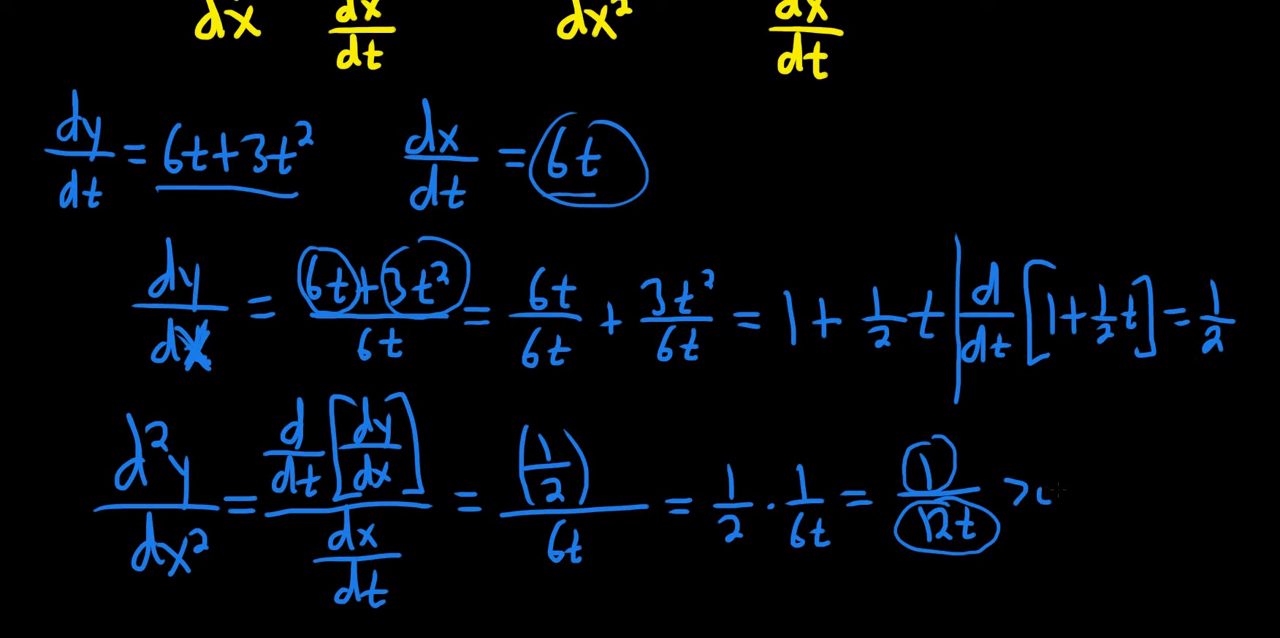 dx dx/dt dx² dx/dt
dy/dt = 6t+3t² dx/dt = 6t
dy/dx = (6t+3t²)/6t = 6t/6t + 3t²/6t = 1 + 1/2 t | d/dt [1+1/2 t] = 1/2
d²y/dx² = (d/dt [dy/dx])/(dx/dt) = (1/2)/6t = 1/2 · 1/6t = 1/12t >